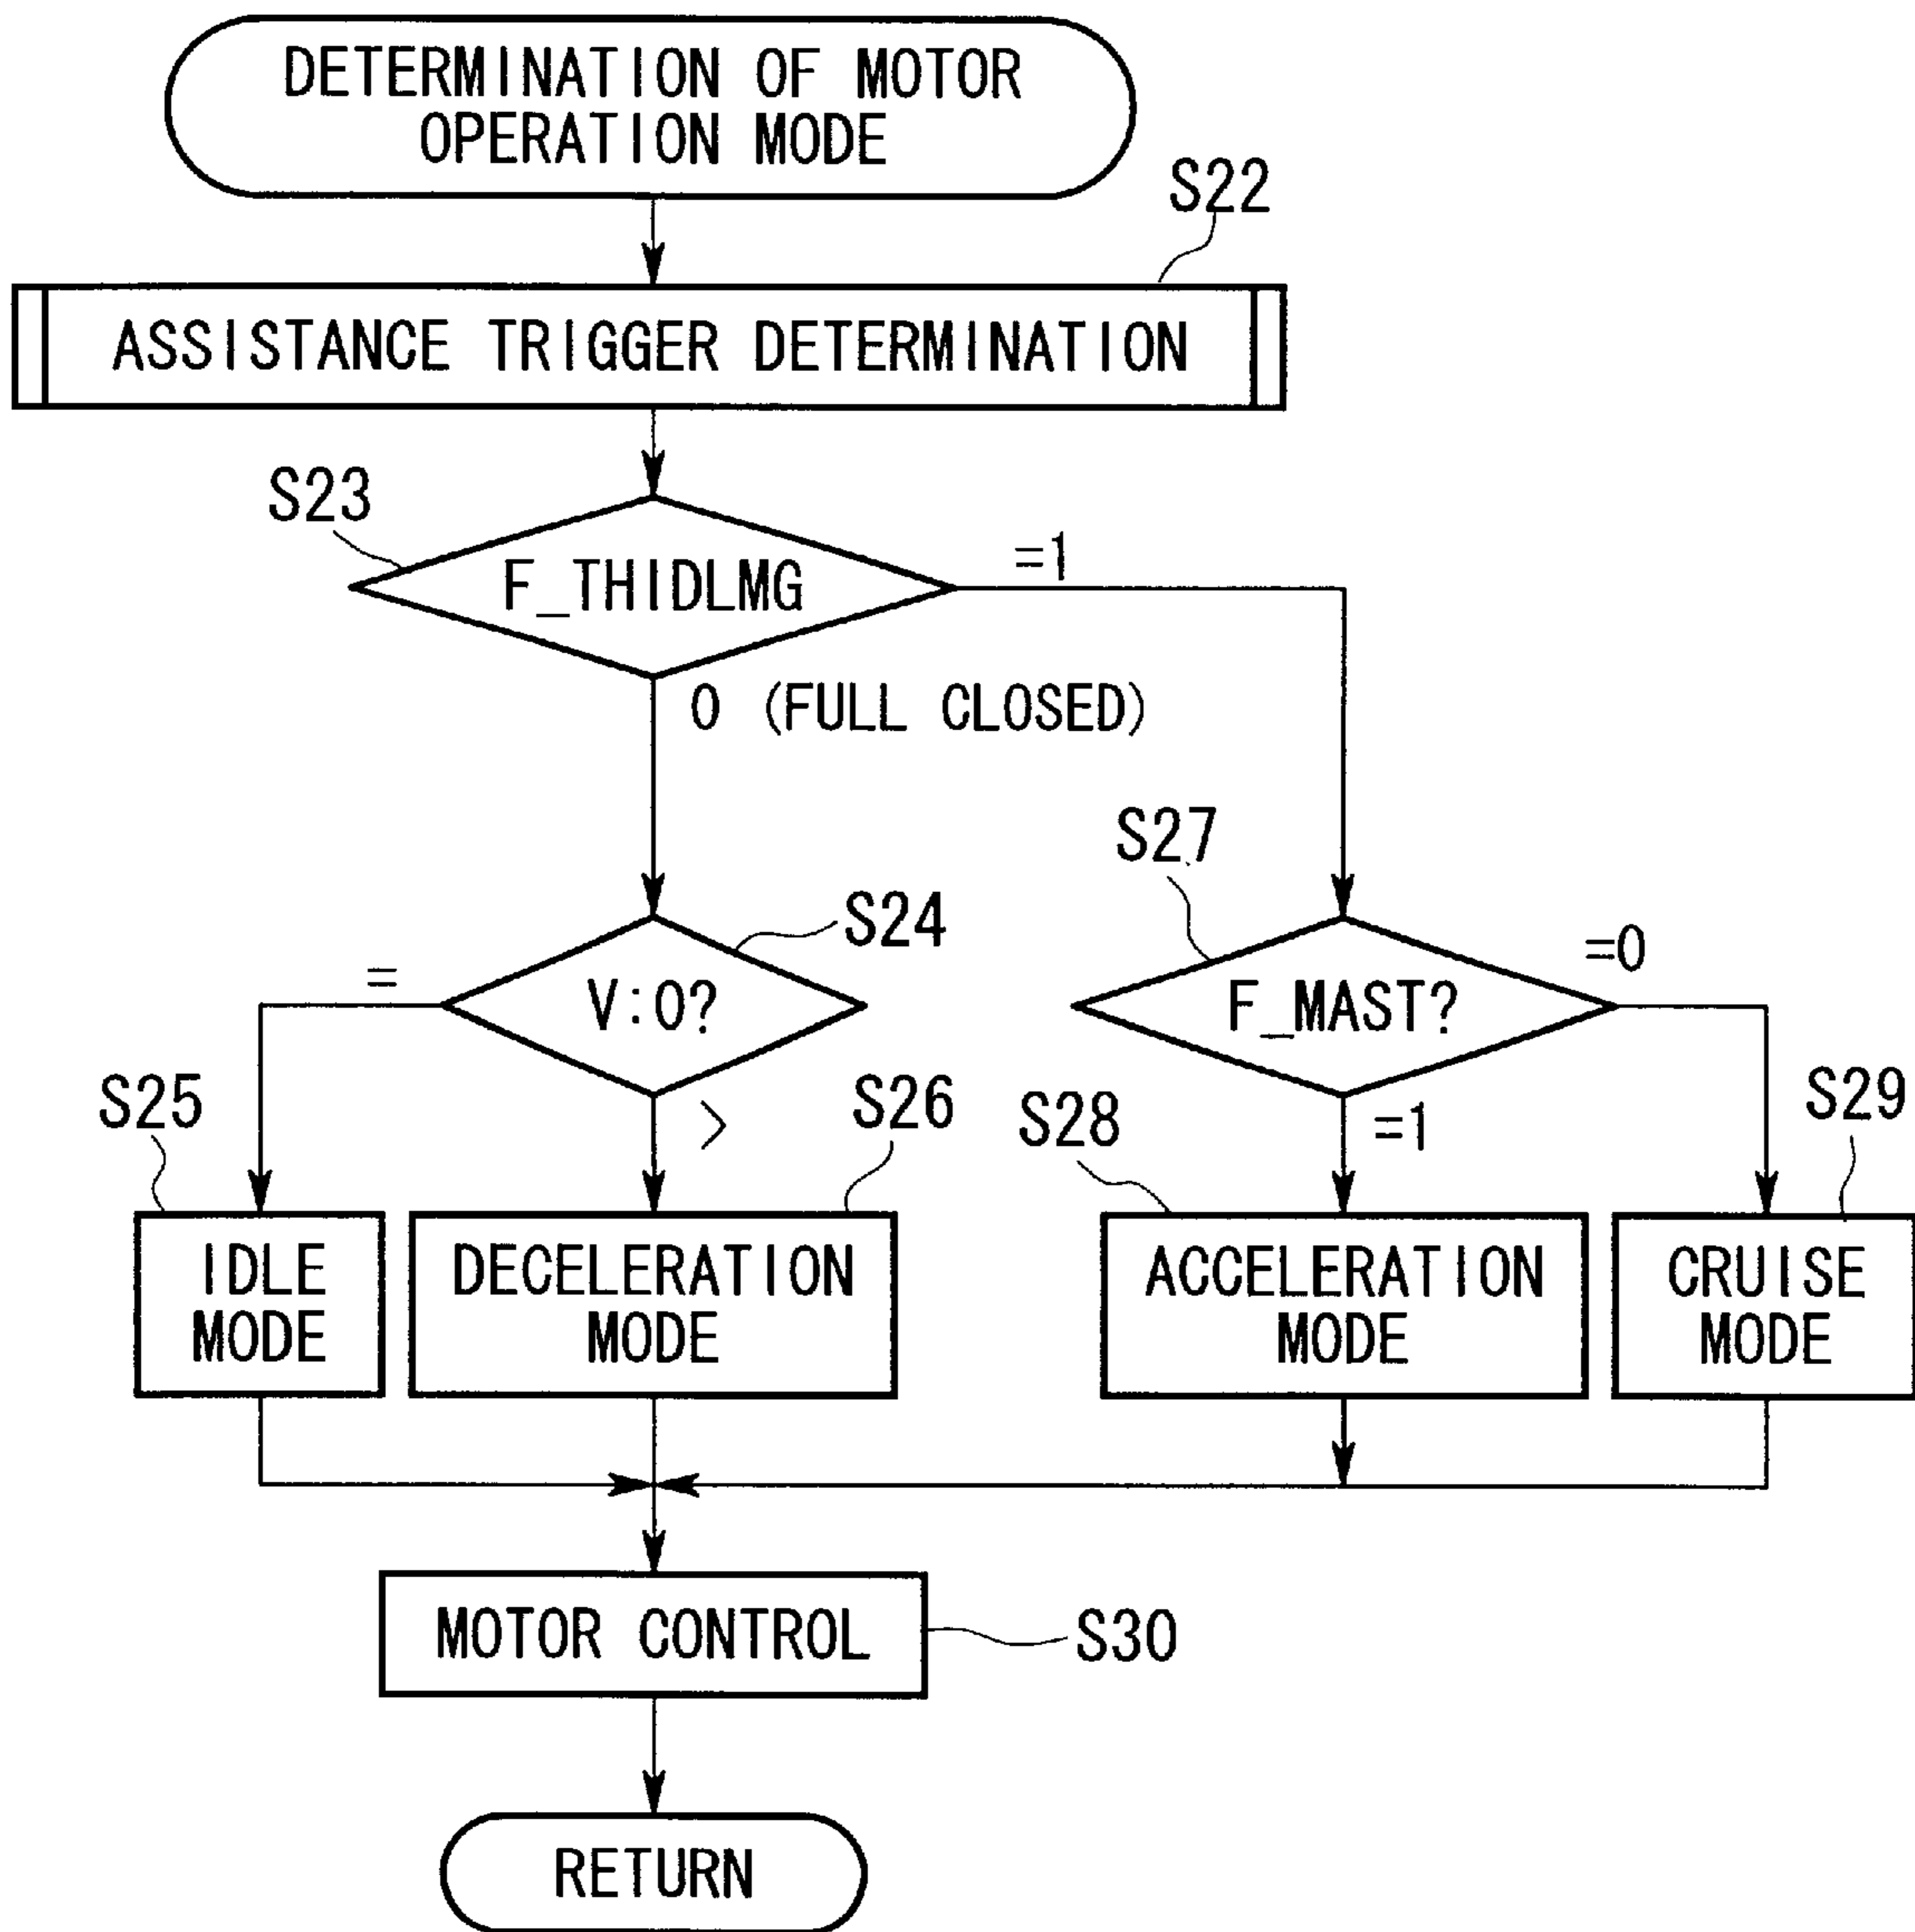 DETERMINATION OF MOTOR
OPERATION MODE
S22
ASSISTANCE TRIGGER DETERMINATION
S23
F_THIDLMG
=1
0 (FULL CLOSED)
S27
S24
=
V:0?
F_MAST?
=0
S25
>
S26
S28
=1
S29
IDLE
MODE
DECELERATION
MODE
ACCELERATION
MODE
CRUISE
MODE
MOTOR CONTROL
S30
RETURN